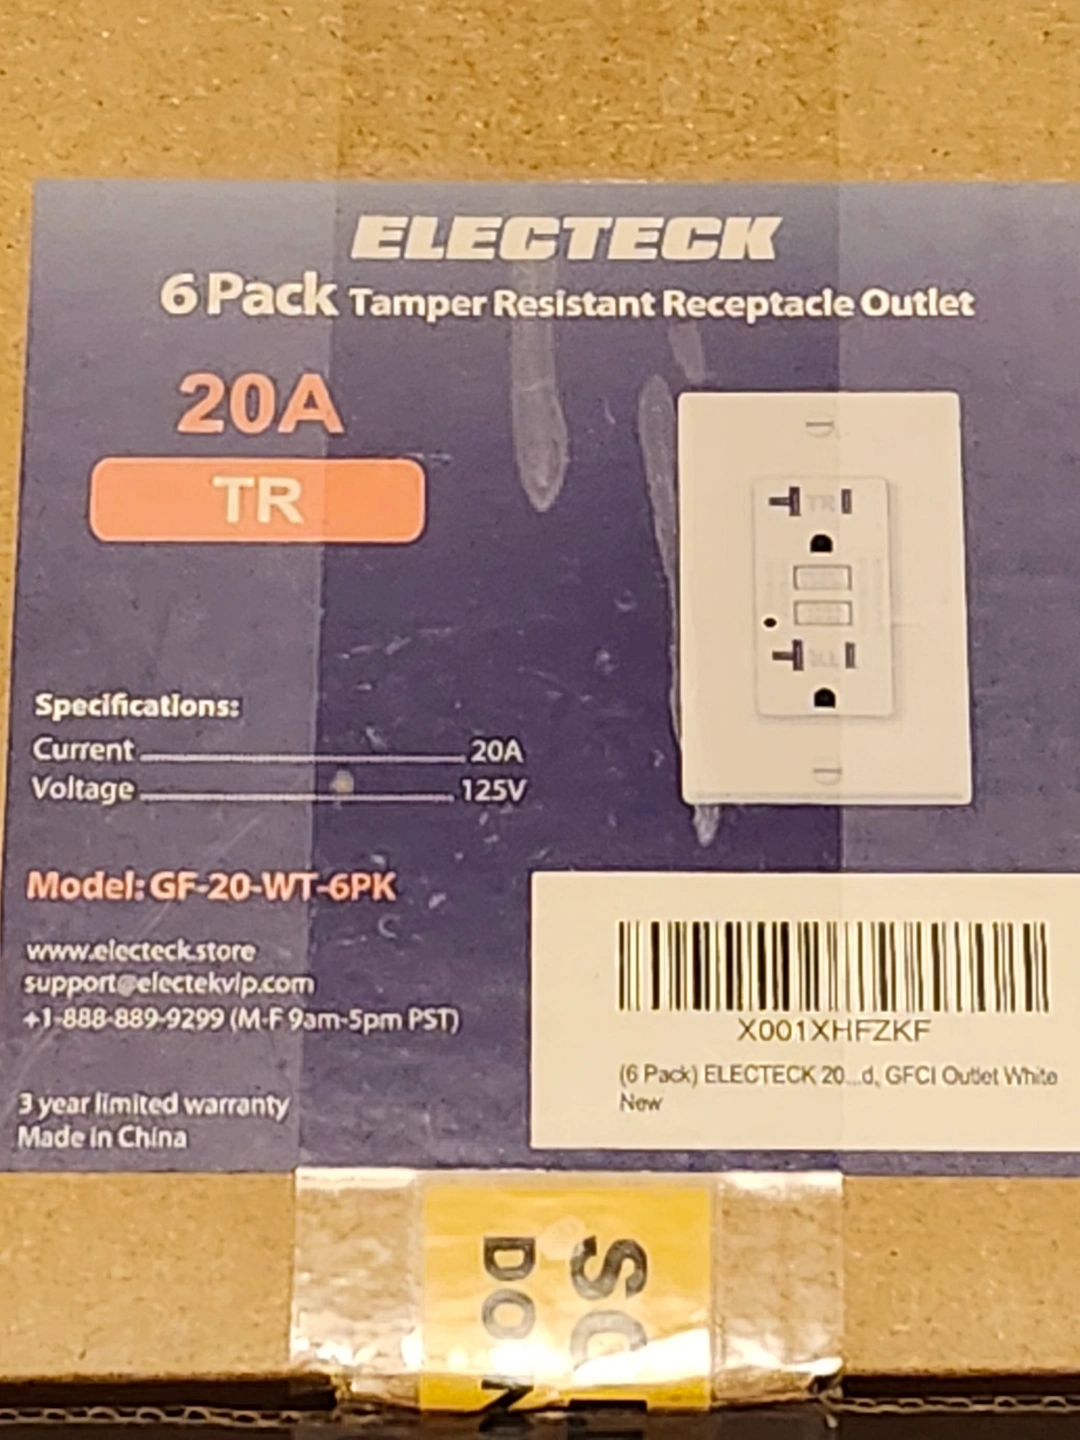 ELECTECK
6 Pack Tamper Resistant Receptacle Outlet
20A
TR
TR
Specifications:
Current 20A
Voltage 125V
Model: GF-20-WT-6PK
www.electeck.store
support@electekvip.com
+1-888-889-9299 (M-F 9am-5pm PST)
3 year limited warranty
Made in China
X001XHFZKF
(6 Pack) ELECTECK 20...d, GFCI Outlet White
New